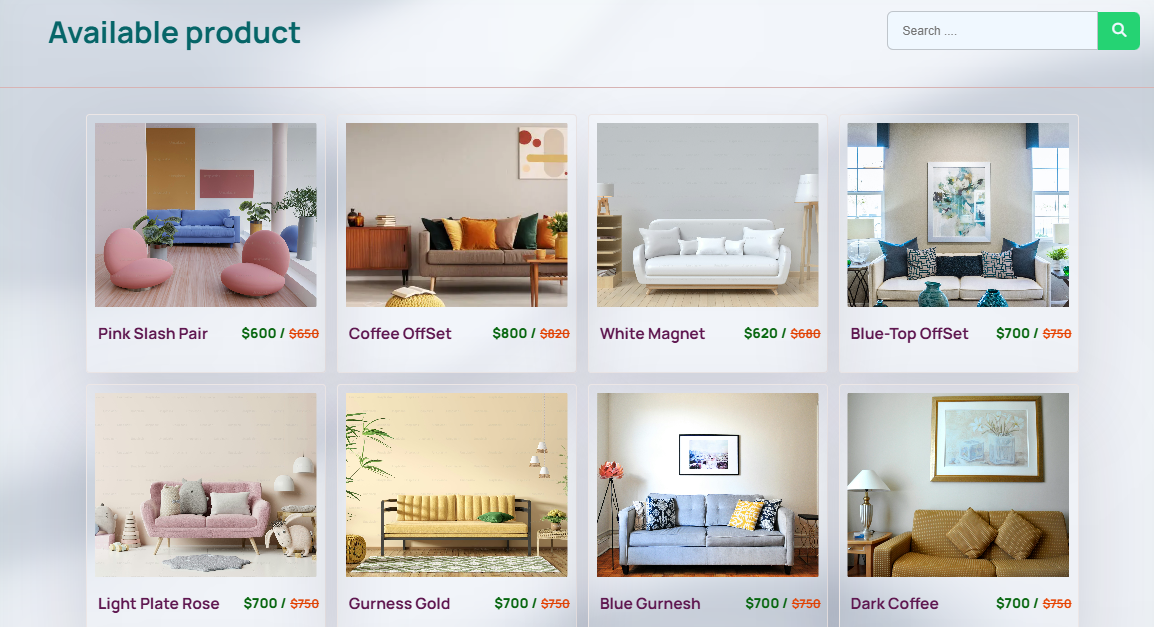 Available product
Search ....
Pink Slash Pair $600 / $650
Coffee OffSet $800 / $820
White Magnet $620 / $680
Blue-Top OffSet $700 / $750
Light Plate Rose $700 / $750
Gurness Gold $700 / $750
Blue Gurnesh $700 / $750
Dark Coffee $700 / $750